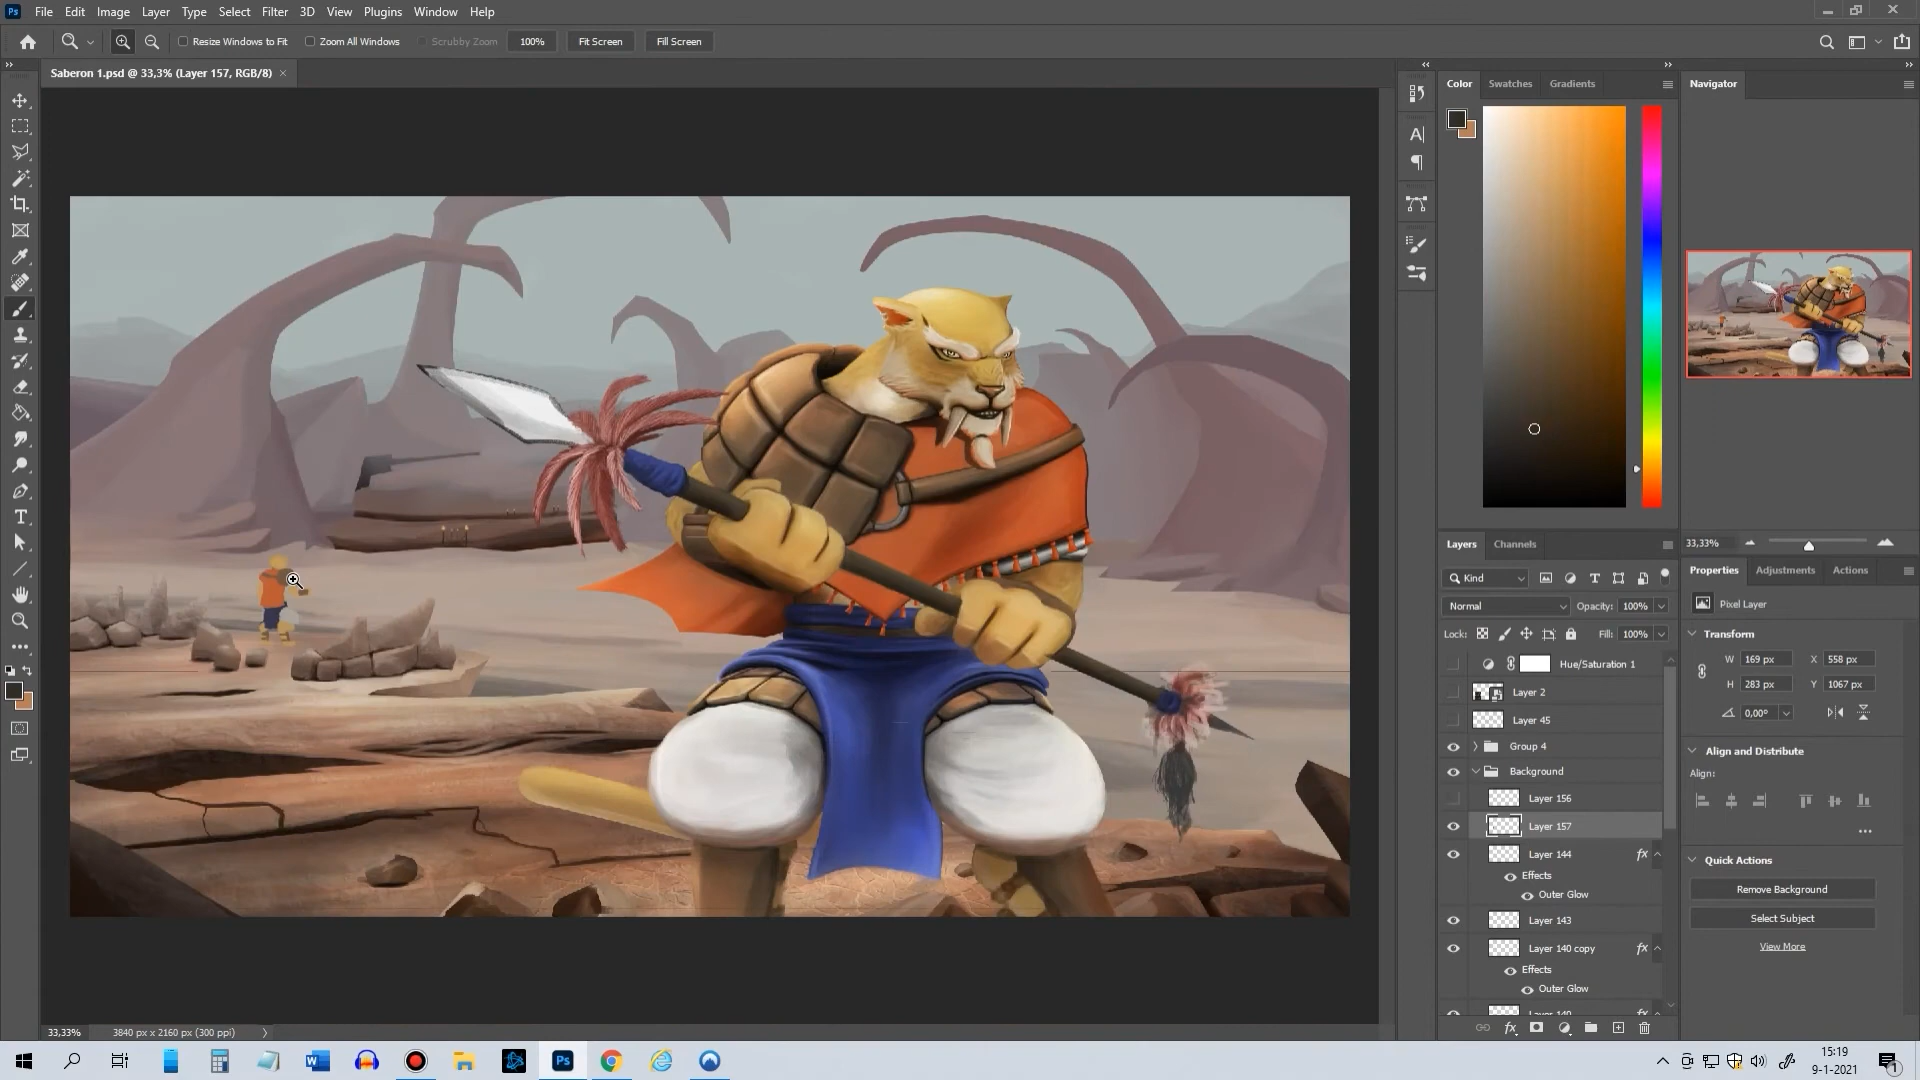 Ps File Edit Image Layer Type Select Filter 3D View Plugins Window Help
Resize Windows to Fit Zoom All Windows Scrubby Zoom 100% Fit Screen Fill Screen
Saberon 1.psd @ 33,3% (Layer 157, RGB/8) ×
Color Swatches Gradients
Navigator
33,33%
Layers Channels
Kind
Normal Opacity: 100%
Lock: Fill: 100%
Hue/Saturation 1
Layer 2
Layer 45
Group 4
Background
Layer 156
Layer 157
Layer 144 fx
Effects
Outer Glow
Layer 143
Layer 140 copy fx
Effects
Outer Glow
Layer 140 fx
Properties Adjustments Actions
Pixel Layer
Transform
W 169 px X 558 px
H 283 px Y 1067 px
0,00°
Align and Distribute
Align:
Quick Actions
Remove Background
Select Subject
View More
33,33% 3840 px x 2160 px (300 ppi)
15:19
9-1-2021